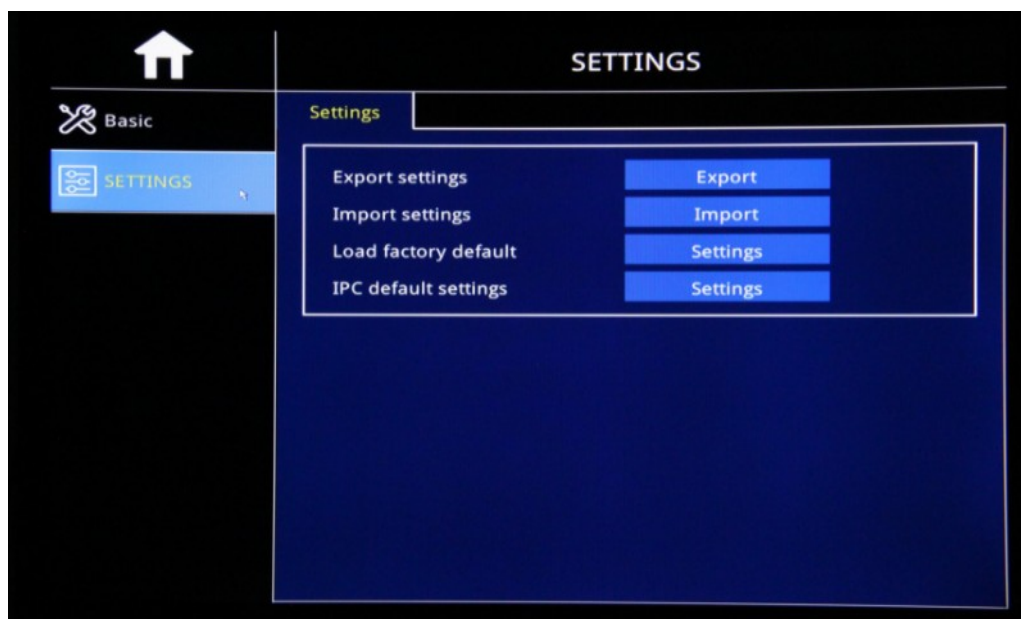 SETTINGS
Basic
SETTINGS
Settings
Export settings Export
Import settings Import
Load factory default Settings
IPC default settings Settings